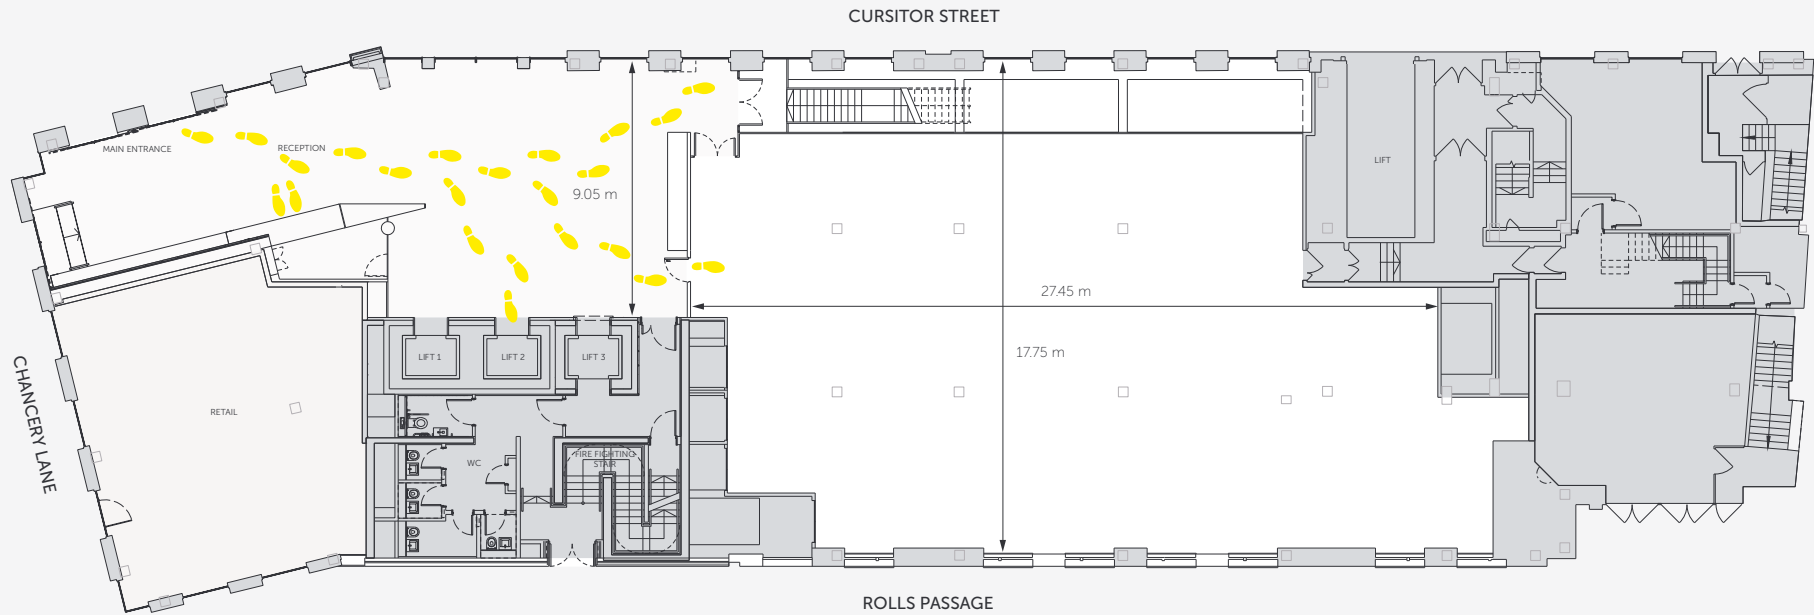 CURSITOR STREET
MAIN ENTRANCE
RECEPTION
LIFT
9.05 m
27.45 m
17.75 m
LIFT 1
LIFT 2
LIFT 3
CHANCERY LANE
RETAIL
WC
FIRE FIGHTING
STAIR
ROLLS PASSAGE